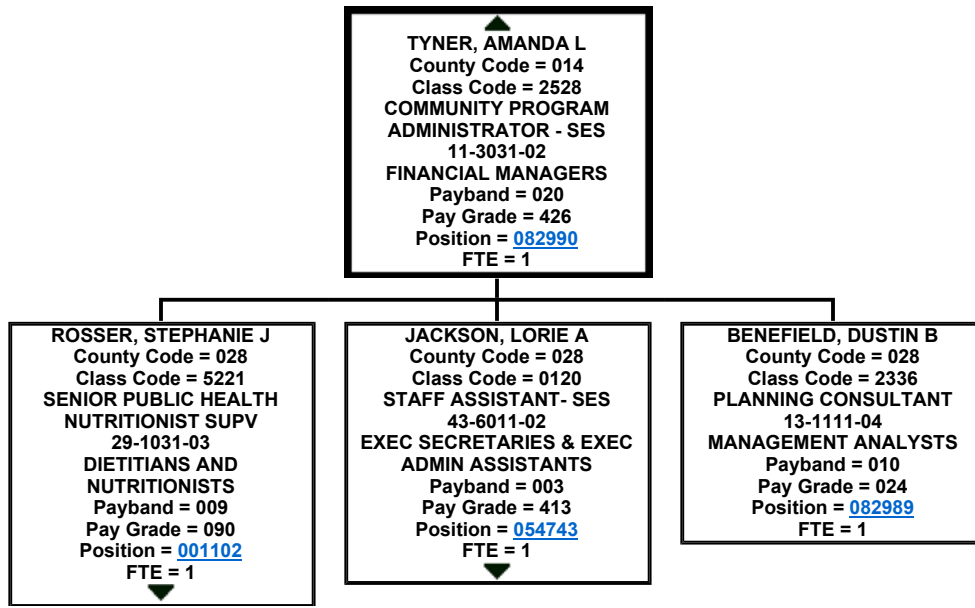 TYNER, AMANDA L
County Code = 014
Class Code = 2528
COMMUNITY PROGRAM
ADMINISTRATOR - SES
11-3031-02
FINANCIAL MANAGERS
Payband = 020
Pay Grade = 426
Position = 082990
FTE = 1
ROSSER, STEPHANIE J
County Code = 028
Class Code = 5221
SENIOR PUBLIC HEALTH
NUTRITIONIST SUPV
29-1031-03
DIETITIANS AND
NUTRITIONISTS
Payband = 009
Pay Grade = 090
Position = 001102
FTE = 1
JACKSON, LORIE A
County Code = 028
Class Code = 0120
STAFF ASSISTANT- SES
43-6011-02
EXEC SECRETARIES & EXEC
ADMIN ASSISTANTS
Payband = 003
Pay Grade = 413
Position = 054743
FTE = 1
BENEFIELD, DUSTIN B
County Code = 028
Class Code = 2336
PLANNING CONSULTANT
13-1111-04
MANAGEMENT ANALYSTS
Payband = 010
Pay Grade = 024
Position = 082989
FTE = 1